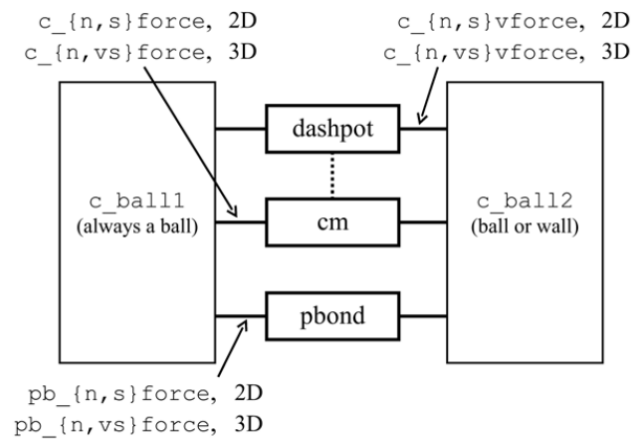 c_{n,s}force, 2D
c_{n,vs}force, 3D
c_{n,s}vforce, 2D
c_{n,vs}vforce, 3D
dashpot
c_ball1
(always a ball)
cm
c_ball2
(ball or wall)
pbond
pb_{n,s}force, 2D
pb_{n,vs}force, 3D